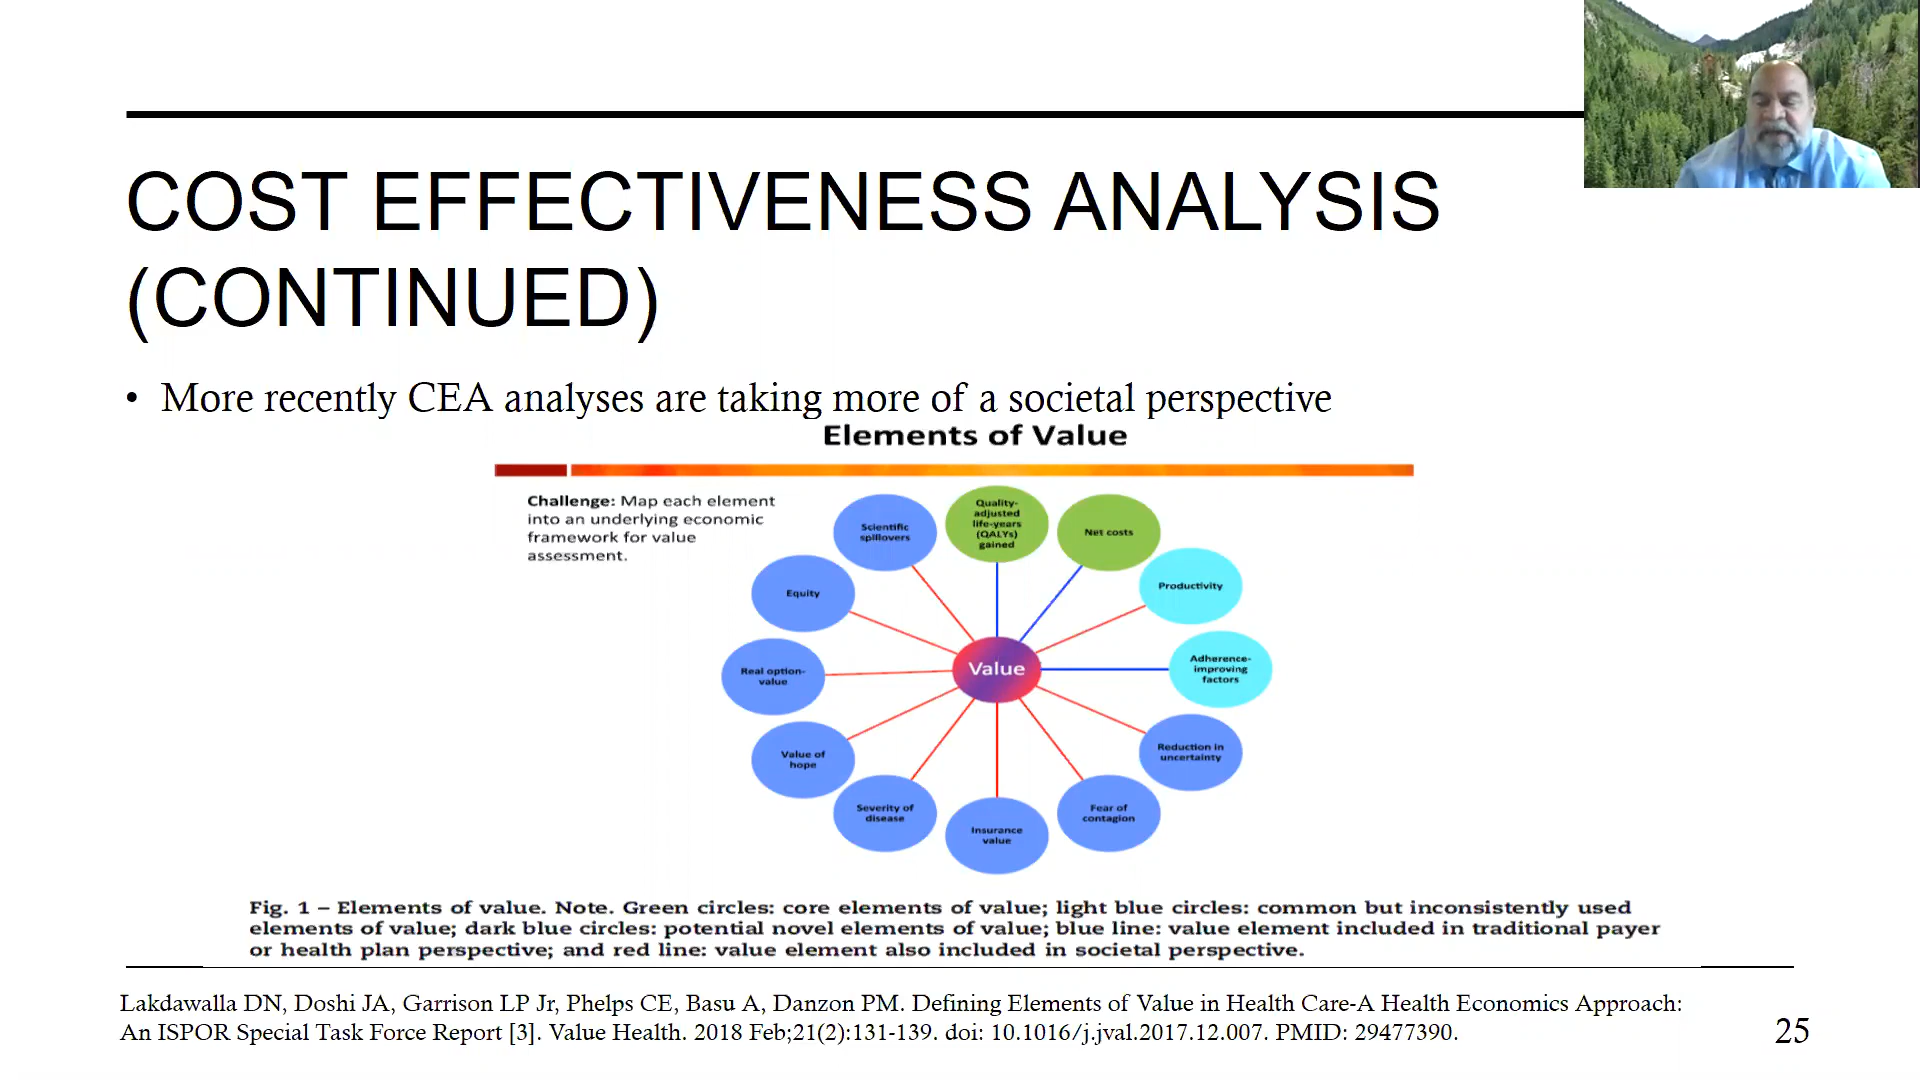 COST EFFECTIVENESS ANALYSIS
(CONTINUED)
• More recently CEA analyses are taking more of a societal perspective
Elements of Value
Challenge: Map each element
into an underlying economic
framework for value
assessment.
Quality-
adjusted
life-years
(QALYs)
gained
Net costs
Productivity
Adherence-
improving
factors
Reduction in
uncertainty
Fear of
contagion
Insurance
value
Severity of
disease
Value of
hope
Real option-
value
Equity
Scientific
spillovers
Value
Fig. 1 – Elements of value. Note. Green circles: core elements of value; light blue circles: common but inconsistently used
elements of value; dark blue circles: potential novel elements of value; blue line: value element included in traditional payer
or health plan perspective; and red line: value element also included in societal perspective.
Lakdawalla DN, Doshi JA, Garrison LP Jr, Phelps CE, Basu A, Danzon PM. Defining Elements of Value in Health Care-A Health Economics Approach:
An ISPOR Special Task Force Report [3]. Value Health. 2018 Feb;21(2):131-139. doi: 10.1016/j.jval.2017.12.007. PMID: 29477390.
25